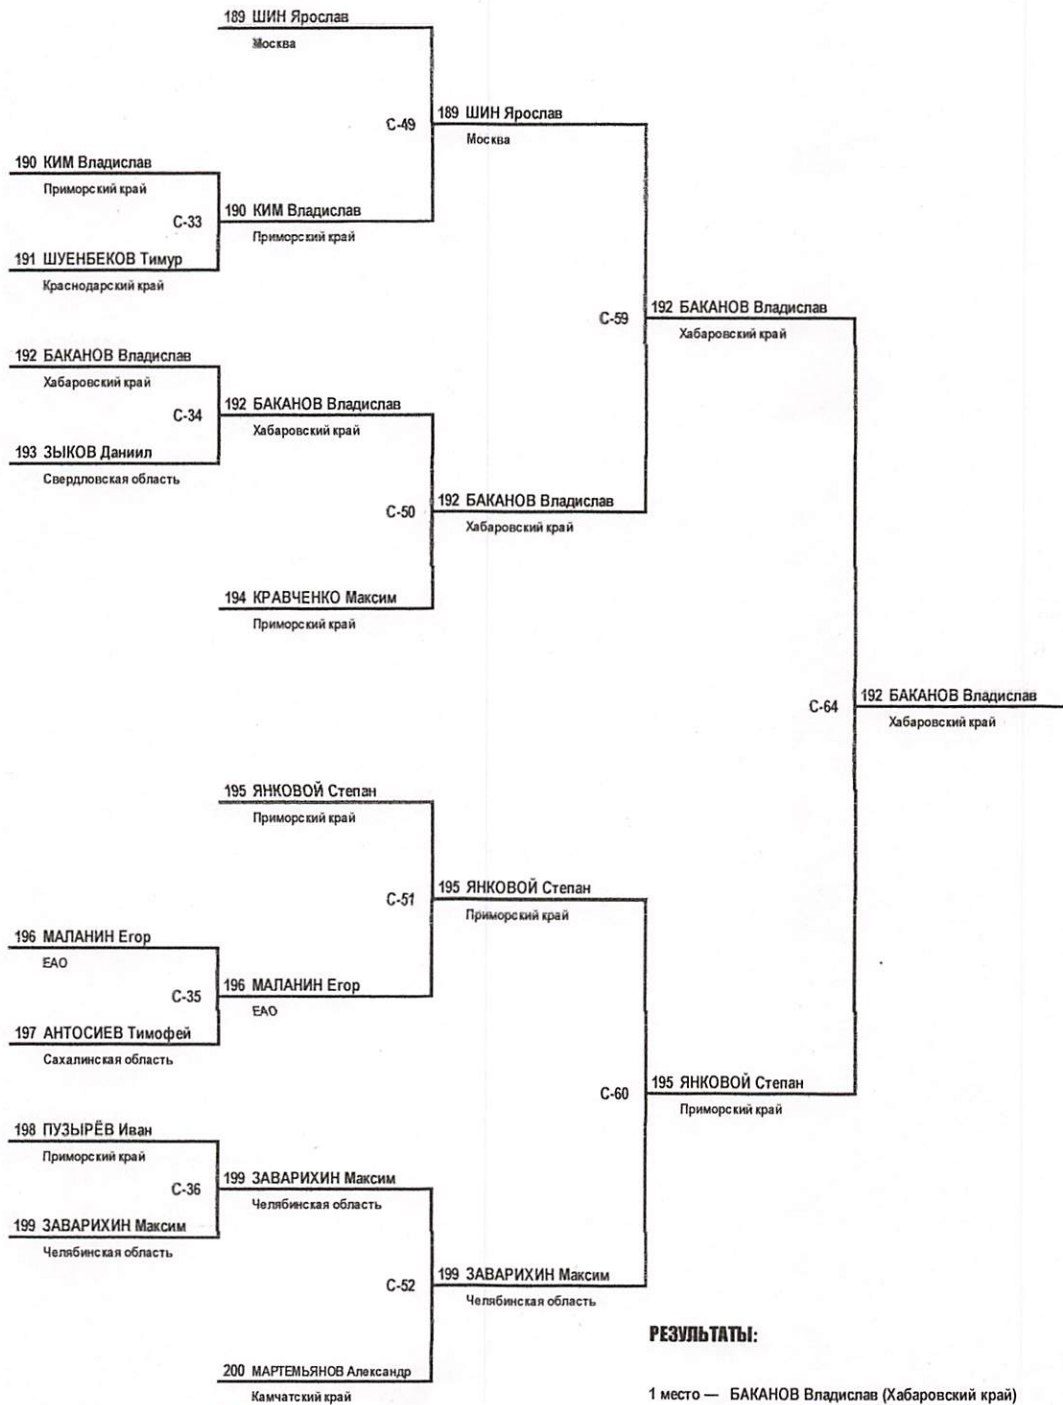 189 ШИН Ярослав
Москва
С-49
189 ШИН Ярослав
Москва
190 КИМ Владислав
Приморский край
С-33
190 КИМ Владислав
Приморский край
191 ШУЕНБЕКОВ Тимур
Краснодарский край
С-59
192 БАКАНОВ Владислав
Хабаровский край
192 БАКАНОВ Владислав
Хабаровский край
С-34
192 БАКАНОВ Владислав
Хабаровский край
193 ЗЫКОВ Даниил
Свердловская область
С-50
192 БАКАНОВ Владислав
Хабаровский край
194 КРАВЧЕНКО Максим
Приморский край
С-64
192 БАКАНОВ Владислав
Хабаровский край
195 ЯНКОВОЙ Степан
Приморский край
С-51
195 ЯНКОВОЙ Степан
Приморский край
196 МАЛАНИН Егор
ЕАО
С-35
196 МАЛАНИН Егор
ЕАО
197 АНТОСИЕВ Тимофей
Сахалинская область
С-60
195 ЯНКОВОЙ Степан
Приморский край
198 ПУЗЫРЁВ Иван
Приморский край
С-36
199 ЗАВАРИХИН Максим
Челябинская область
199 ЗАВАРИХИН Максим
Челябинская область
С-52
199 ЗАВАРИХИН Максим
Челябинская область
200 МАРТЕМЬЯНОВ Александр
Камчатский край
РЕЗУЛЬТАТЫ:
1 место — БАКАНОВ Владислав (Хабаровский край)